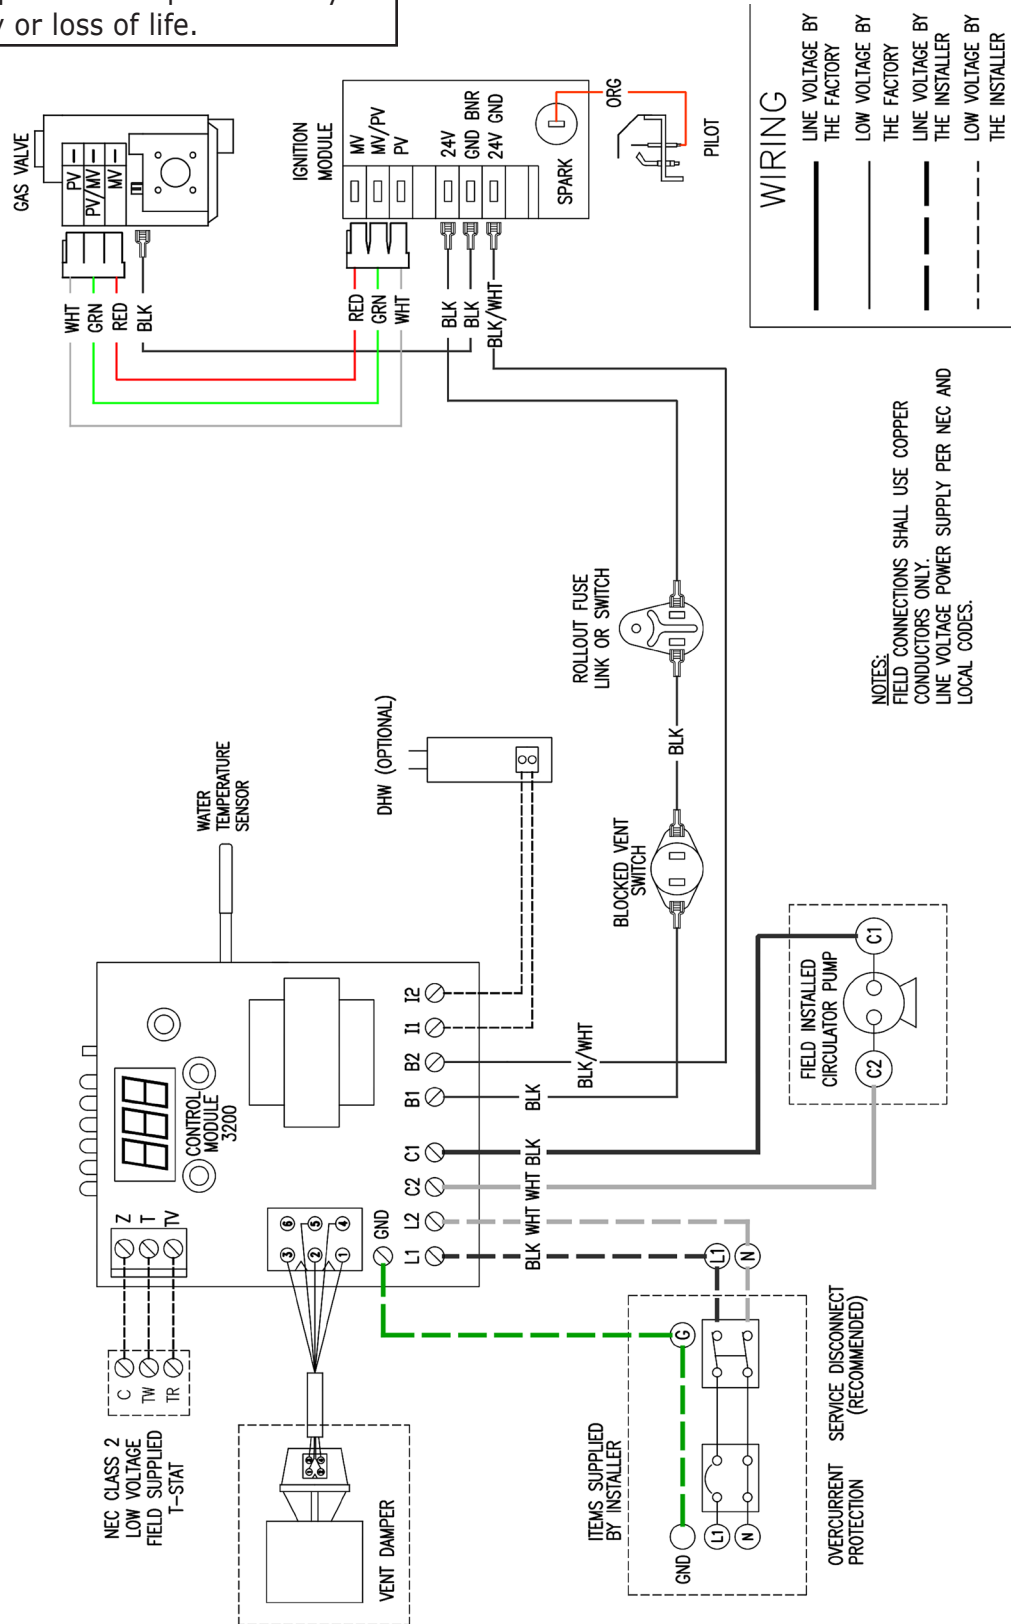 y or loss of life.
GAS VALVE
PV
PV/MV
MV
WHT
GRN
RED
BLK
IGNITION
MODULE
MV
MV/PV
PV
24V
GND BNR
24V GND
SPARK
ORG
PILOT
RED
GRN
WHT
BLK
BLK
BLK/WHT
WIRING
LINE VOLTAGE BY
THE FACTORY
LOW VOLTAGE BY
THE FACTORY
LINE VOLTAGE BY
THE INSTALLER
LOW VOLTAGE BY
THE INSTALLER
NOTES:
FIELD CONNECTIONS SHALL USE COPPER
CONDUCTORS ONLY.
LINE VOLTAGE POWER SUPPLY PER NEC AND
LOCAL CODES.
ROLLOUT FUSE
LINK OR SWITCH
BLK
BLOCKED VENT
SWITCH
DHW (OPTIONAL)
WATER
TEMPERATURE
SENSOR
888
CONTROL
MODULE
3200
Z
T
TV
C
TW
TR
NEC CLASS 2
LOW VOLTAGE
FIELD SUPPLIED
T-STAT
6
5
4
3
2
1
GND
L1
L2
C2
C1
B1
B2
I1
I2
BLK
WHT
WHT
BLK
BLK
BLK/WHT
FIELD INSTALLED
CIRCULATOR PUMP
C1
C2
VENT DAMPER
ITEMS SUPPLIED
BY INSTALLER
G
L1
N
GND
L1
N
OVERCURRENT
PROTECTION
SERVICE DISCONNECT
(RECOMMENDED)